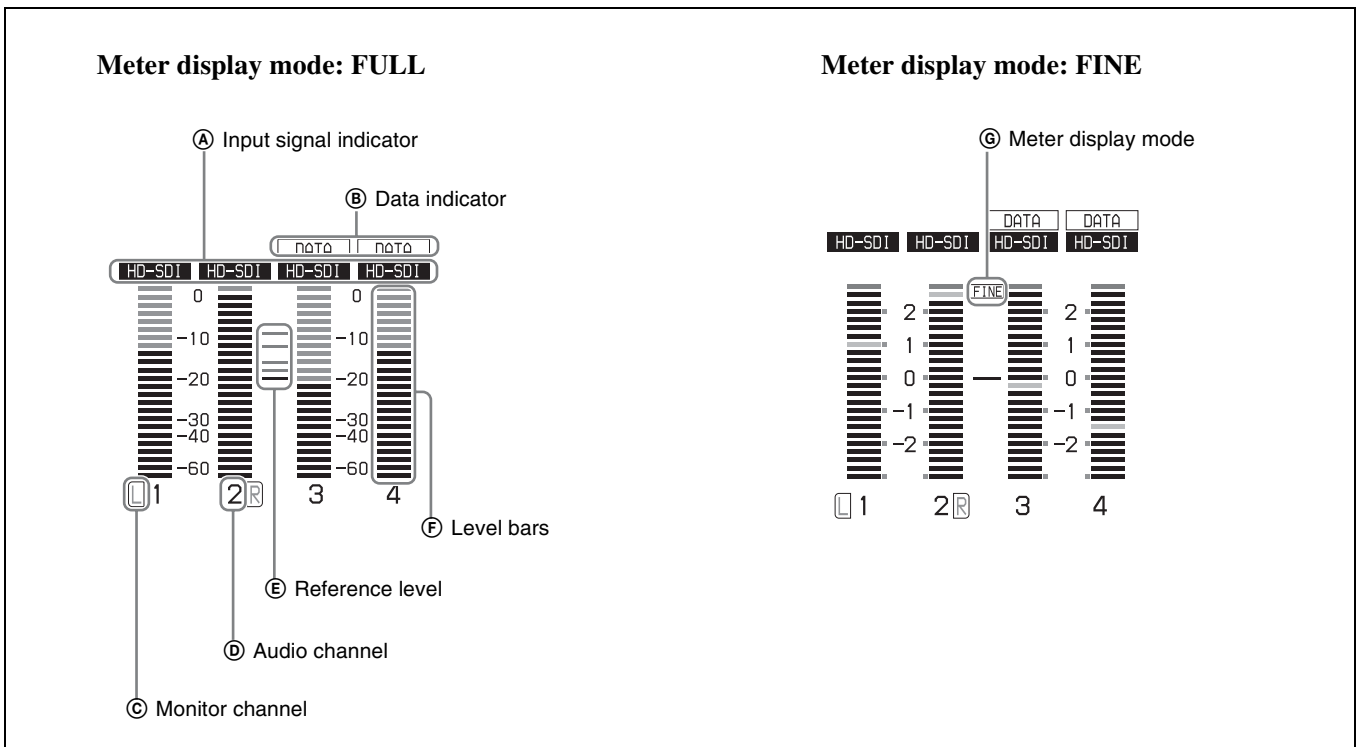 Meter display mode: FULL
Meter display mode: FINE
Ⓐ Input signal indicator
Ⓑ Data indicator
DATA DATA
HD-SDI HD-SDI HD-SDI HD-SDI
0 0
−10 −10
−20 −20
−30 −30
−40 −40
−60 −60
L 1 2 R 3 4
Ⓕ Level bars
Ⓔ Reference level
Ⓓ Audio channel
Ⓒ Monitor channel
Ⓖ Meter display mode
DATA DATA
HD-SDI HD-SDI HD-SDI HD-SDI
FINE
2 2
1 1
0 0
−1 −1
−2 −2
L 1 2 R 3 4